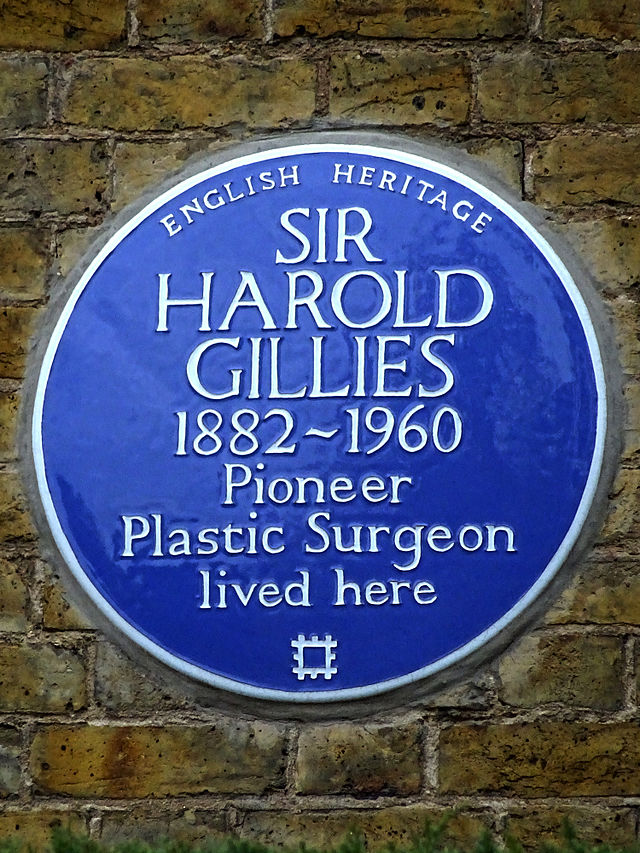 ENGLISH HERITAGE
SIR
HAROLD
GILLIES
1882~1960
Pioneer
Plastic Surgeon
lived here